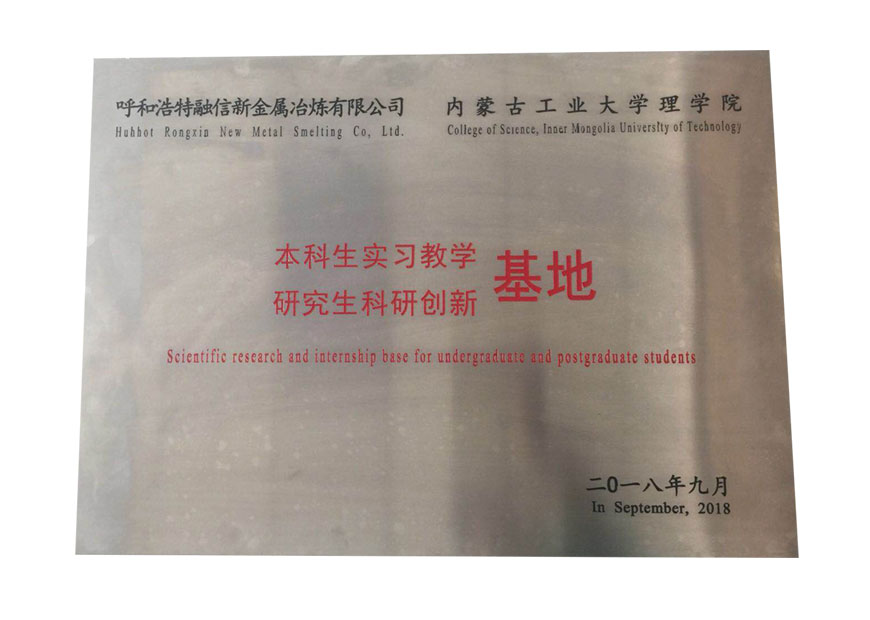 呼和浩特融信新金属冶炼有限公司
Huhhot Rongxin New Metal Smelting Co, Ltd.
内蒙古工业大学理学院
College of Science, Inner Mongolia University of Technology
本科生实习教学
研究生科研创新
基地
Scientific research and internship base for undergraduate and postgraduate students
二0一八年九月
In September, 2018